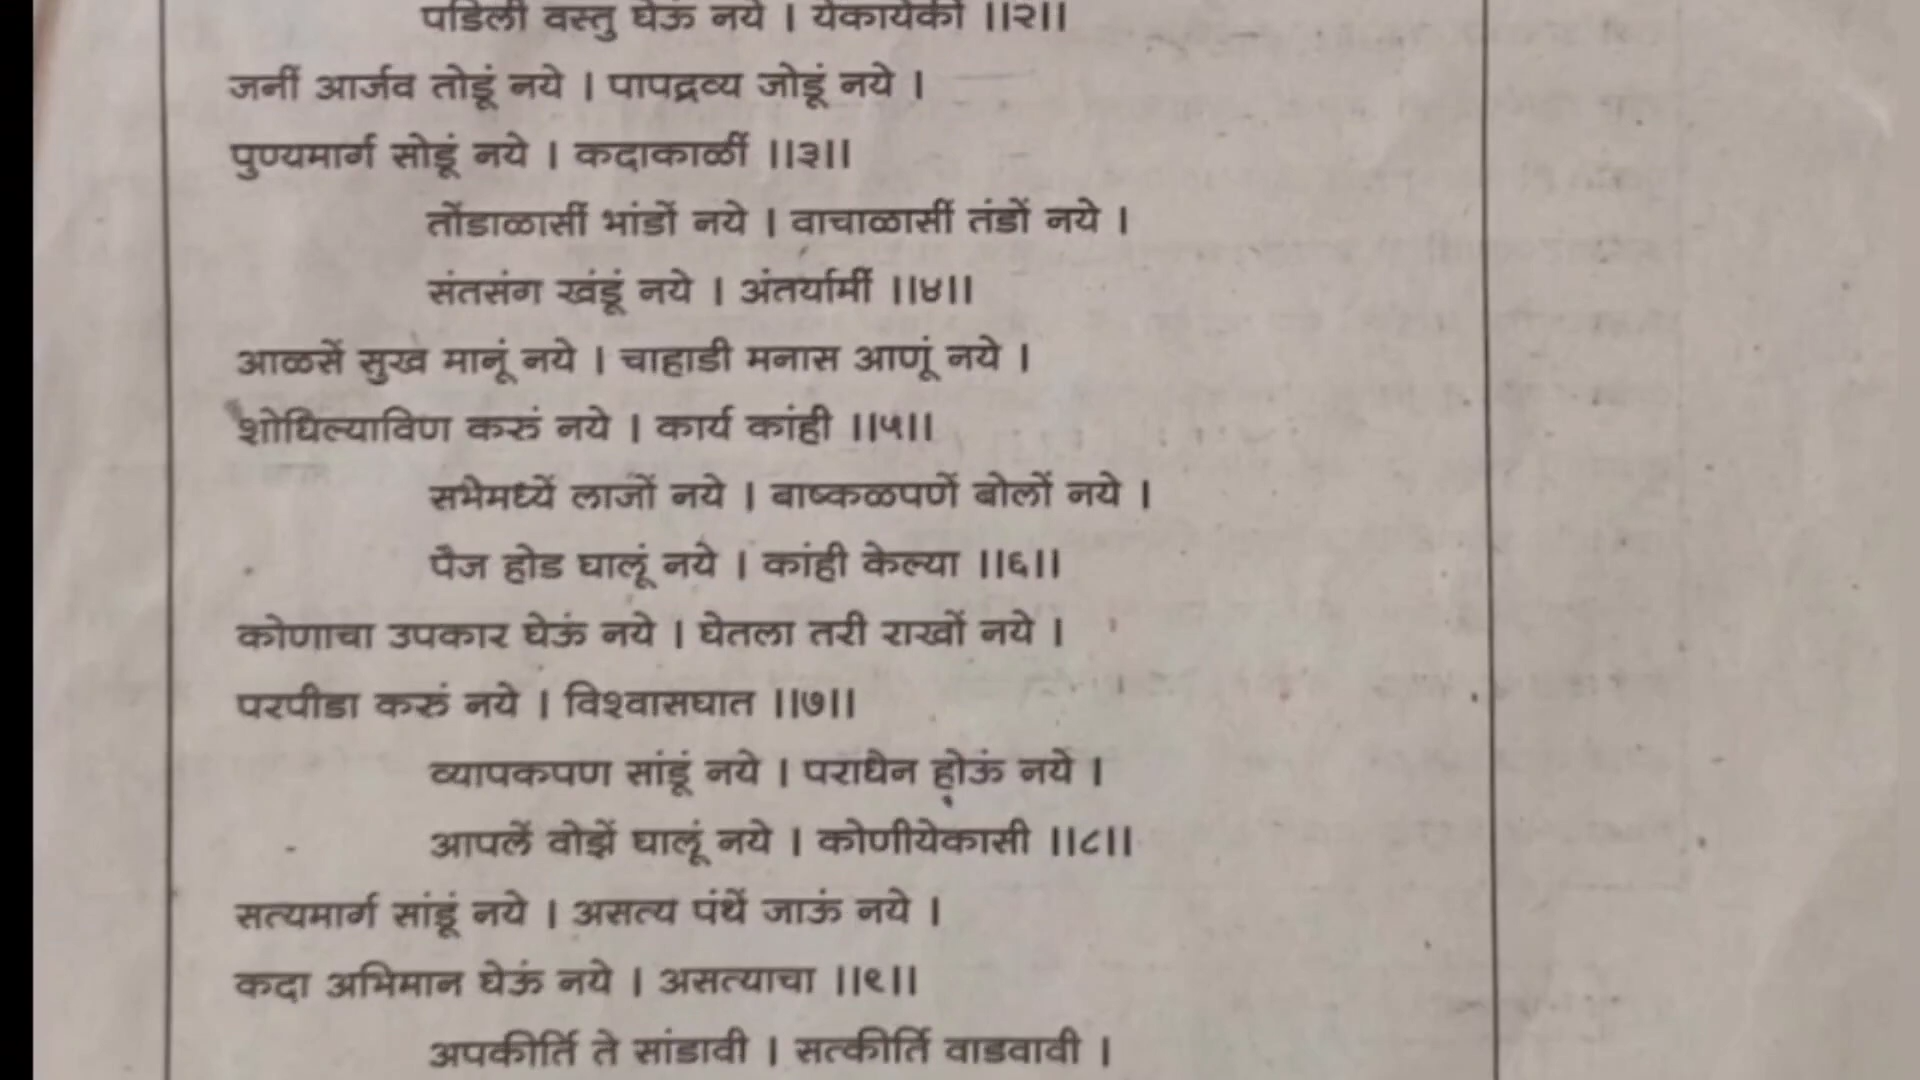 पडिली वस्तु घेऊं नये । येकायेकी ।।२।।
जनीं आर्जव तोडूं नये । पापद्रव्य जोडूं नये ।
पुण्यमार्ग सोडूं नये । कदाकाळीं ।।३।।
तोंडाळासीं भांडों नये । वाचाळासीं तंडों नये ।
संतसंग खंडूं नये । अंतर्यामीं ।।४।।
आळसें सुख मानूं नये । चाहाडी मनास आणूं नये ।
शोधिल्याविण करुं नये । कार्य कांही ।।५।।
सभेमध्यें लाजों नये । बाष्कळपणें बोलों नये ।
पैज होड घालूं नये । कांही केल्या ।।६।।
कोणाचा उपकार घेऊं नये । घेतला तरी राखों नये ।
परपीडा करुं नये । विश्वासघात ।।७।।
व्यापकपण सांडूं नये । पराधेन होऊं नये ।
आपलें वोझें घालूं नये । कोणीयेकासी ।।८।।
सत्यमार्ग सांडूं नये । असत्य पंथें जाऊं नये ।
कदा अभिमान घेऊं नये । असत्याचा ।।९।।
अपकीर्ति ते सांडावी । सत्कीर्ति वाडवावी ।